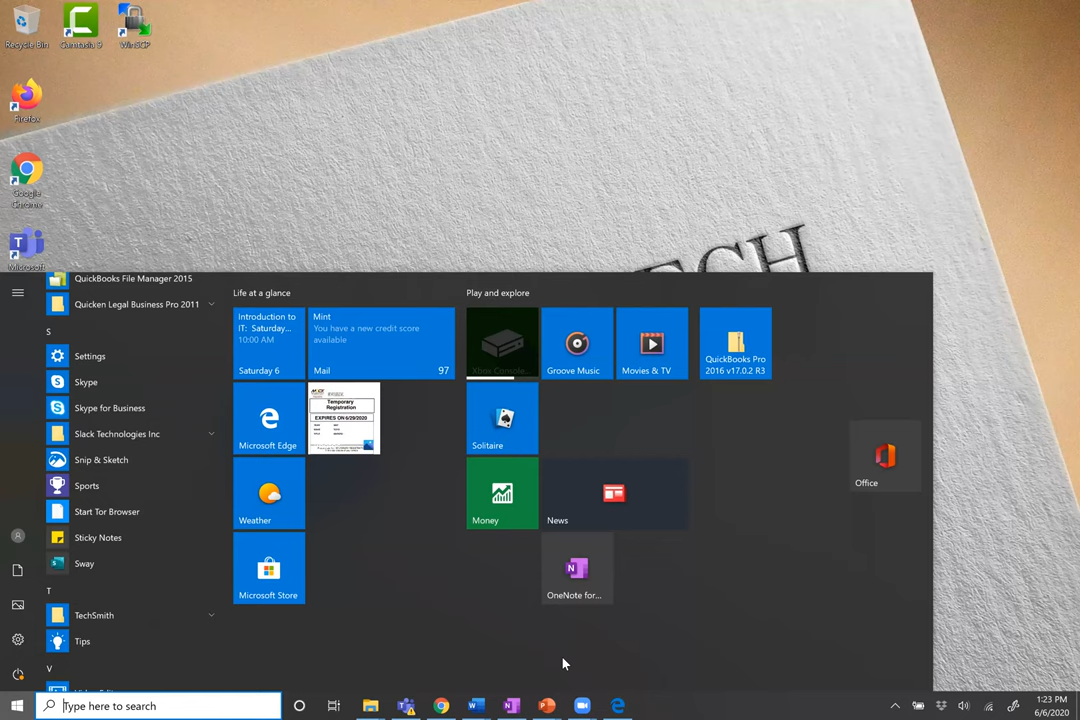 Recycle Bin
Camtasia 9
WinSCP
Firefox
Google
Chrome
Microsoft
TECH
QuickBooks File Manager 2015
Quicken Legal Business Pro 2011
S
Settings
Skype
Skype for Business
Slack Technologies Inc
Snip & Sketch
Sports
Start Tor Browser
Sticky Notes
Sway
T
TechSmith
Tips
V
Life at a glance
Introduction to
IT: Saturday...
10:00 AM
Saturday 6
Mint
You have a new credit score
available
Mail
97
Microsoft Edge
Temporary
Registration
EXPIRES ON 6/29/2020
Weather
Microsoft Store
Play and explore
Xbox Console...
Groove Music
Movies & TV
QuickBooks Pro
2016 v17.0.2 R3
Solitaire
Money
News
OneNote for...
Office
Type here to search
1:23 PM
6/6/2020